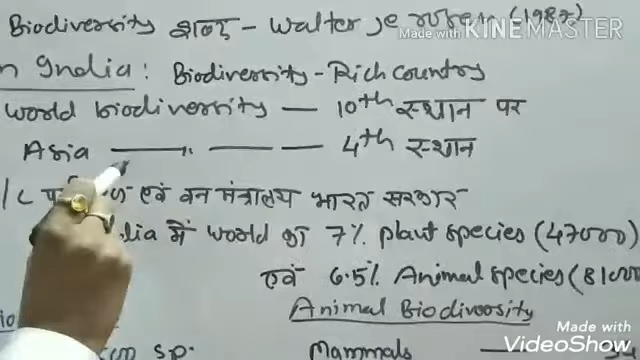 Biodiversity शब्द - Walter
Made with KINEMASTER
In India : Biodiversity - Rich country
World biodiversity — 10th स्थान पर
Asia —〃— — 4th स्थान
एवं वन मंत्रालय भारत सरकार
में World का 7% plant species (47000)
एवं 6.5% Animal species (81000
Animal Biodiversity
sp.
Mammals
Made with
VideoShow